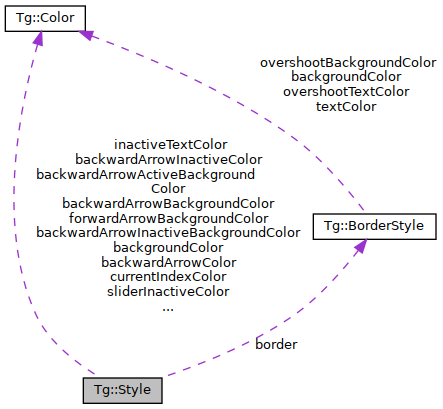 Tg::Color
overshootBackgroundColor
backgroundColor
overshootTextColor
textColor
inactiveTextColor
backwardArrowInactiveColor
backwardArrowActiveBackground
Color
backwardArrowBackgroundColor
forwardArrowBackgroundColor
backwardArrowInactiveBackgroundColor
backgroundColor
backwardArrowColor
currentIndexColor
sliderInactiveColor
...
Tg::BorderStyle
border
Tg::Style